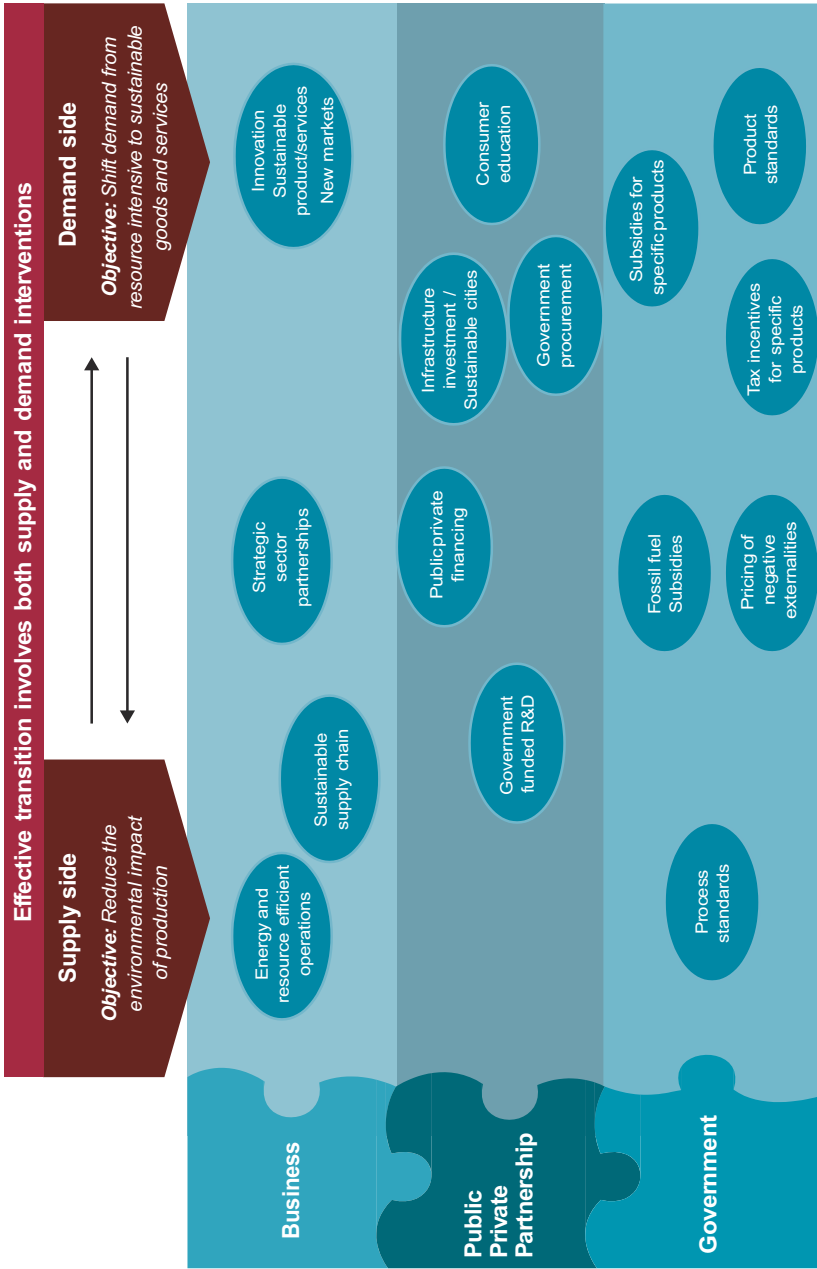 Effective transition involves both supply and demand interventions
Supply side
Objective: Reduce the
environmental impact
of production
Demand side
Objective: Shift demand from
resource intensive to sustainable
goods and services
Business
Energy and
resource efficient
operations
Sustainable
supply chain
Strategic
sector
partnerships
Innovation
Sustainable
product/services
New markets
Public
Private
Partnership
Government
funded R&D
Publicprivate
financing
Infrastructure
investment /
Sustainable cities
Government
procurement
Consumer
education
Government
Process
standards
Fossil fuel
Subsidies
Pricing of
negative
externalities
Subsidies for
specific products
Tax incentives
for specific
products
Product
standards